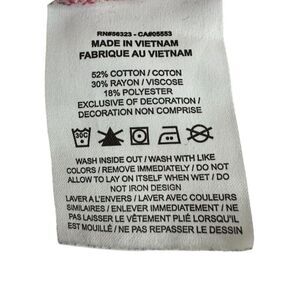 RN#56323 - CA#05553
MADE IN VIETNAM
FABRIQUE AU VIETNAM
52% COTTON / COTON
30% RAYON / VISCOSE
18% POLYESTER
EXCLUSIVE OF DECORATION /
DECORATION NON COMPRISE
30C
WASH INSIDE OUT / WASH WITH LIKE
COLORS / REMOVE IMMEDIATELY / DO NOT
ALLOW TO LAY ON ITSELF WHEN WET / DO
NOT IRON DESIGN
LAVER A L'ENVERS / LAVER AVEC COULEURS
SIMILAIRES / ENLEVER IMMEDIATEMENT / NE
PAS LAISSER LE VÊTEMENT PLIÉ LORSQU'IL
EST MOUILLÉ / NE PAS REPASSER LE DESSIN